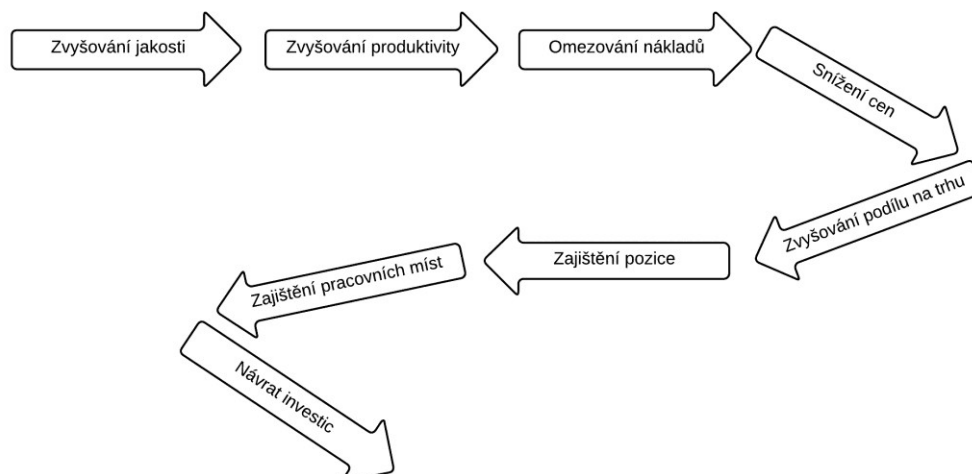 Zvyšování jakosti
Zvyšování produktivity
Omezování nákladů
Snížení cen
Zvyšování podílu na trhu
Zajištění pozice
Zajištění pracovních míst
Návrat investic